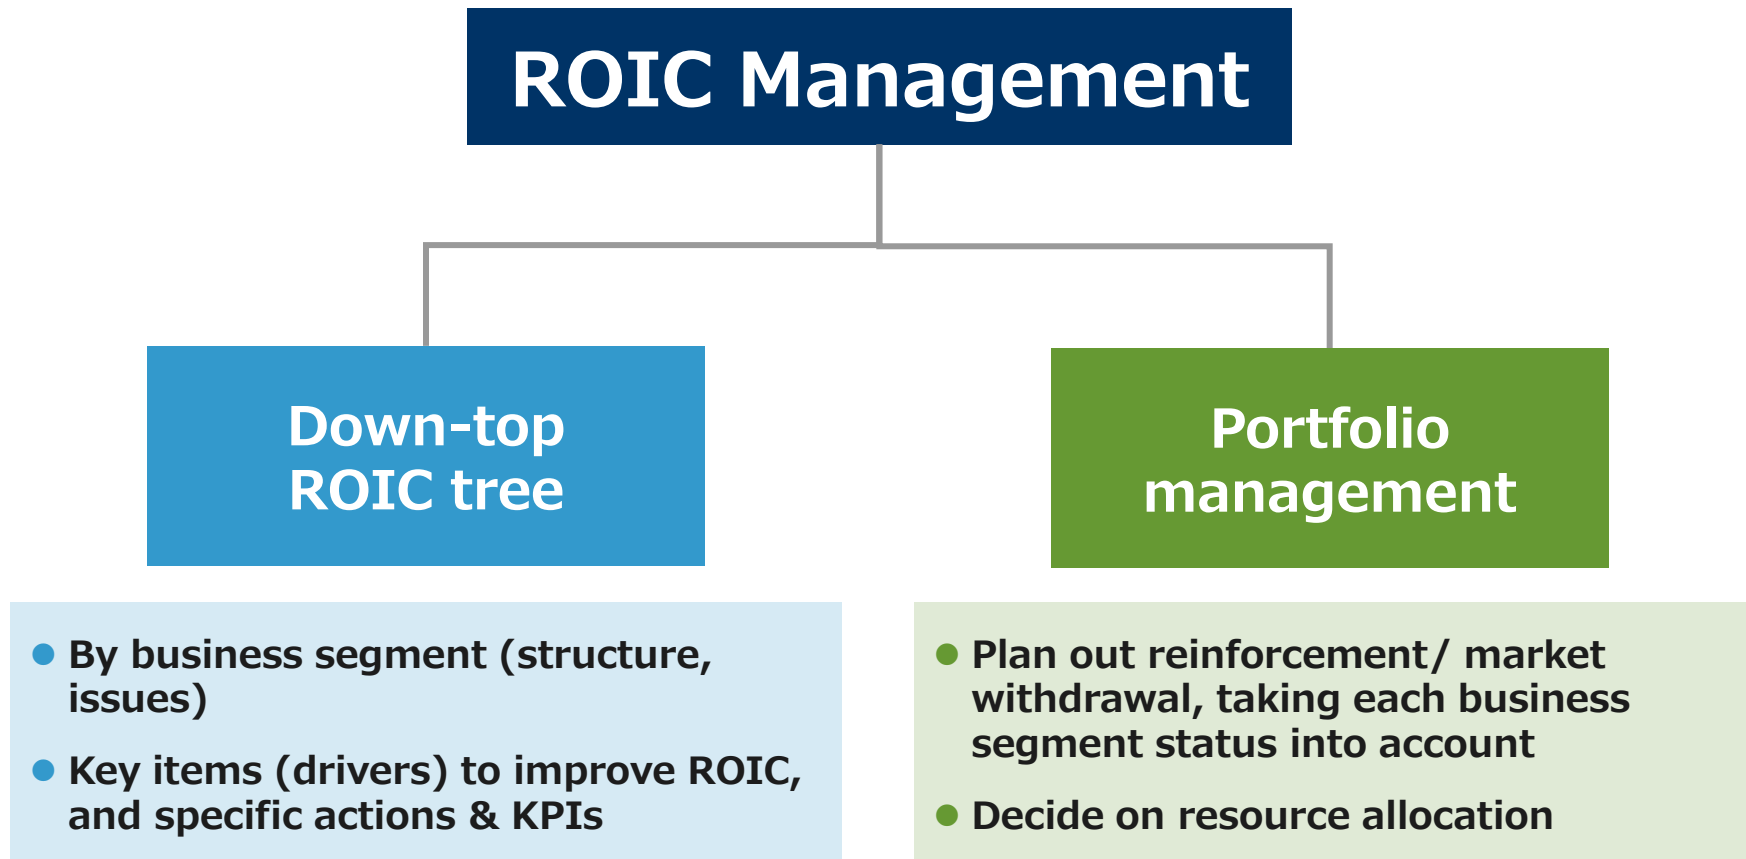 ROIC Management
Down-top
ROIC tree
● By business segment (structure,
issues)
● Key items (drivers) to improve ROIC,
and specific actions & KPIs
Portfolio
management
● Plan out reinforcement/ market
withdrawal, taking each business
segment status into account
● Decide on resource allocation